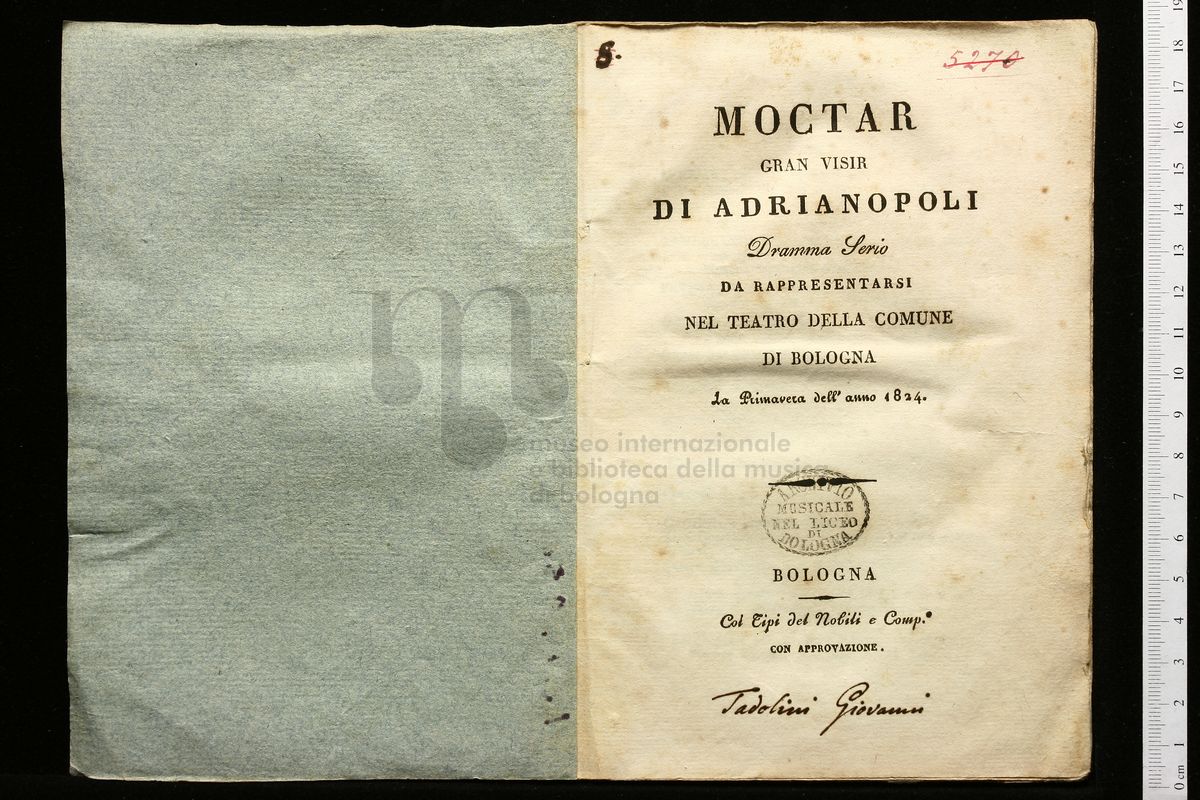 8.
5270
MOCTAR
GRAN VISIR
DI ADRIANOPOLI
Dramma Serio
DA RAPPRESENTARSI
NEL TEATRO DELLA COMUNE
DI BOLOGNA
La Primavera dell' anno 1824.
museo internazionale
e biblioteca della musica
di bologna
ARCHIVIO
MUSICALE
NEL LICEO
DI
BOLOGNA
BOLOGNA
Col Tipi del Nobili e Comp.°
CON APPROVAZIONE.
Tadolini Giovanni
0 cm 1 2 3 4 5 6 7 8 9 10 11 12 13 14 15 16 17 18 19